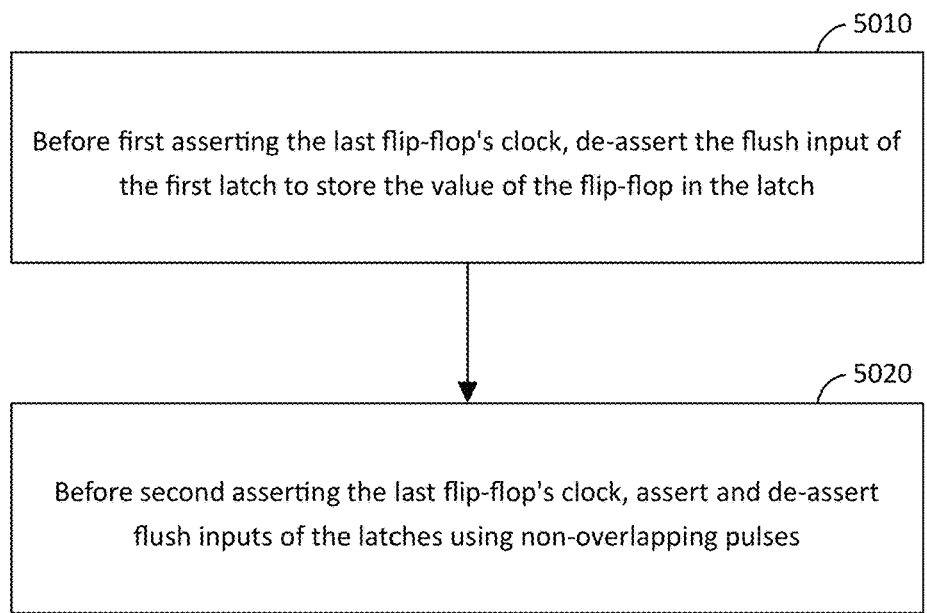 5010
Before first asserting the last flip-flop's clock, de-assert the flush input of
the first latch to store the value of the flip-flop in the latch
5020
Before second asserting the last flip-flop's clock, assert and de-assert
flush inputs of the latches using non-overlapping pulses